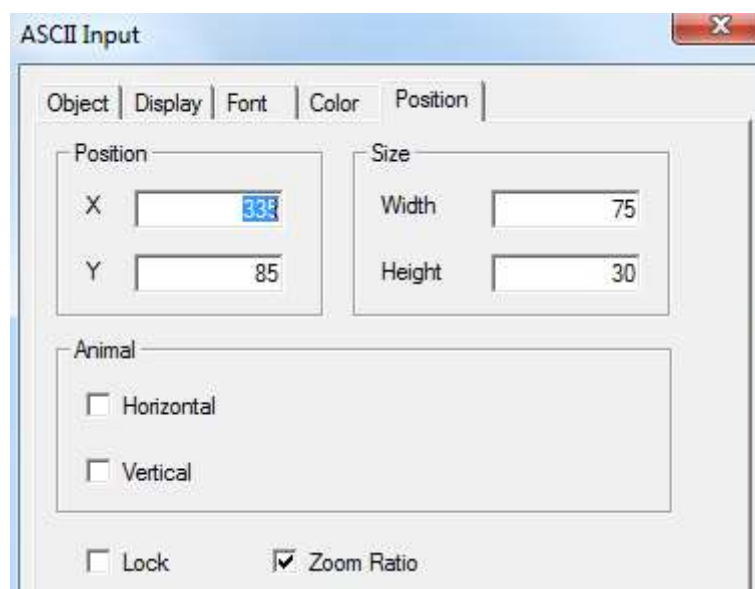 ASCII Input
Object Display Font Color Position
Position Size
X 335 Width 75
Y 85 Height 30
Animal
Horizontal
Vertical
Lock Zoom Ratio